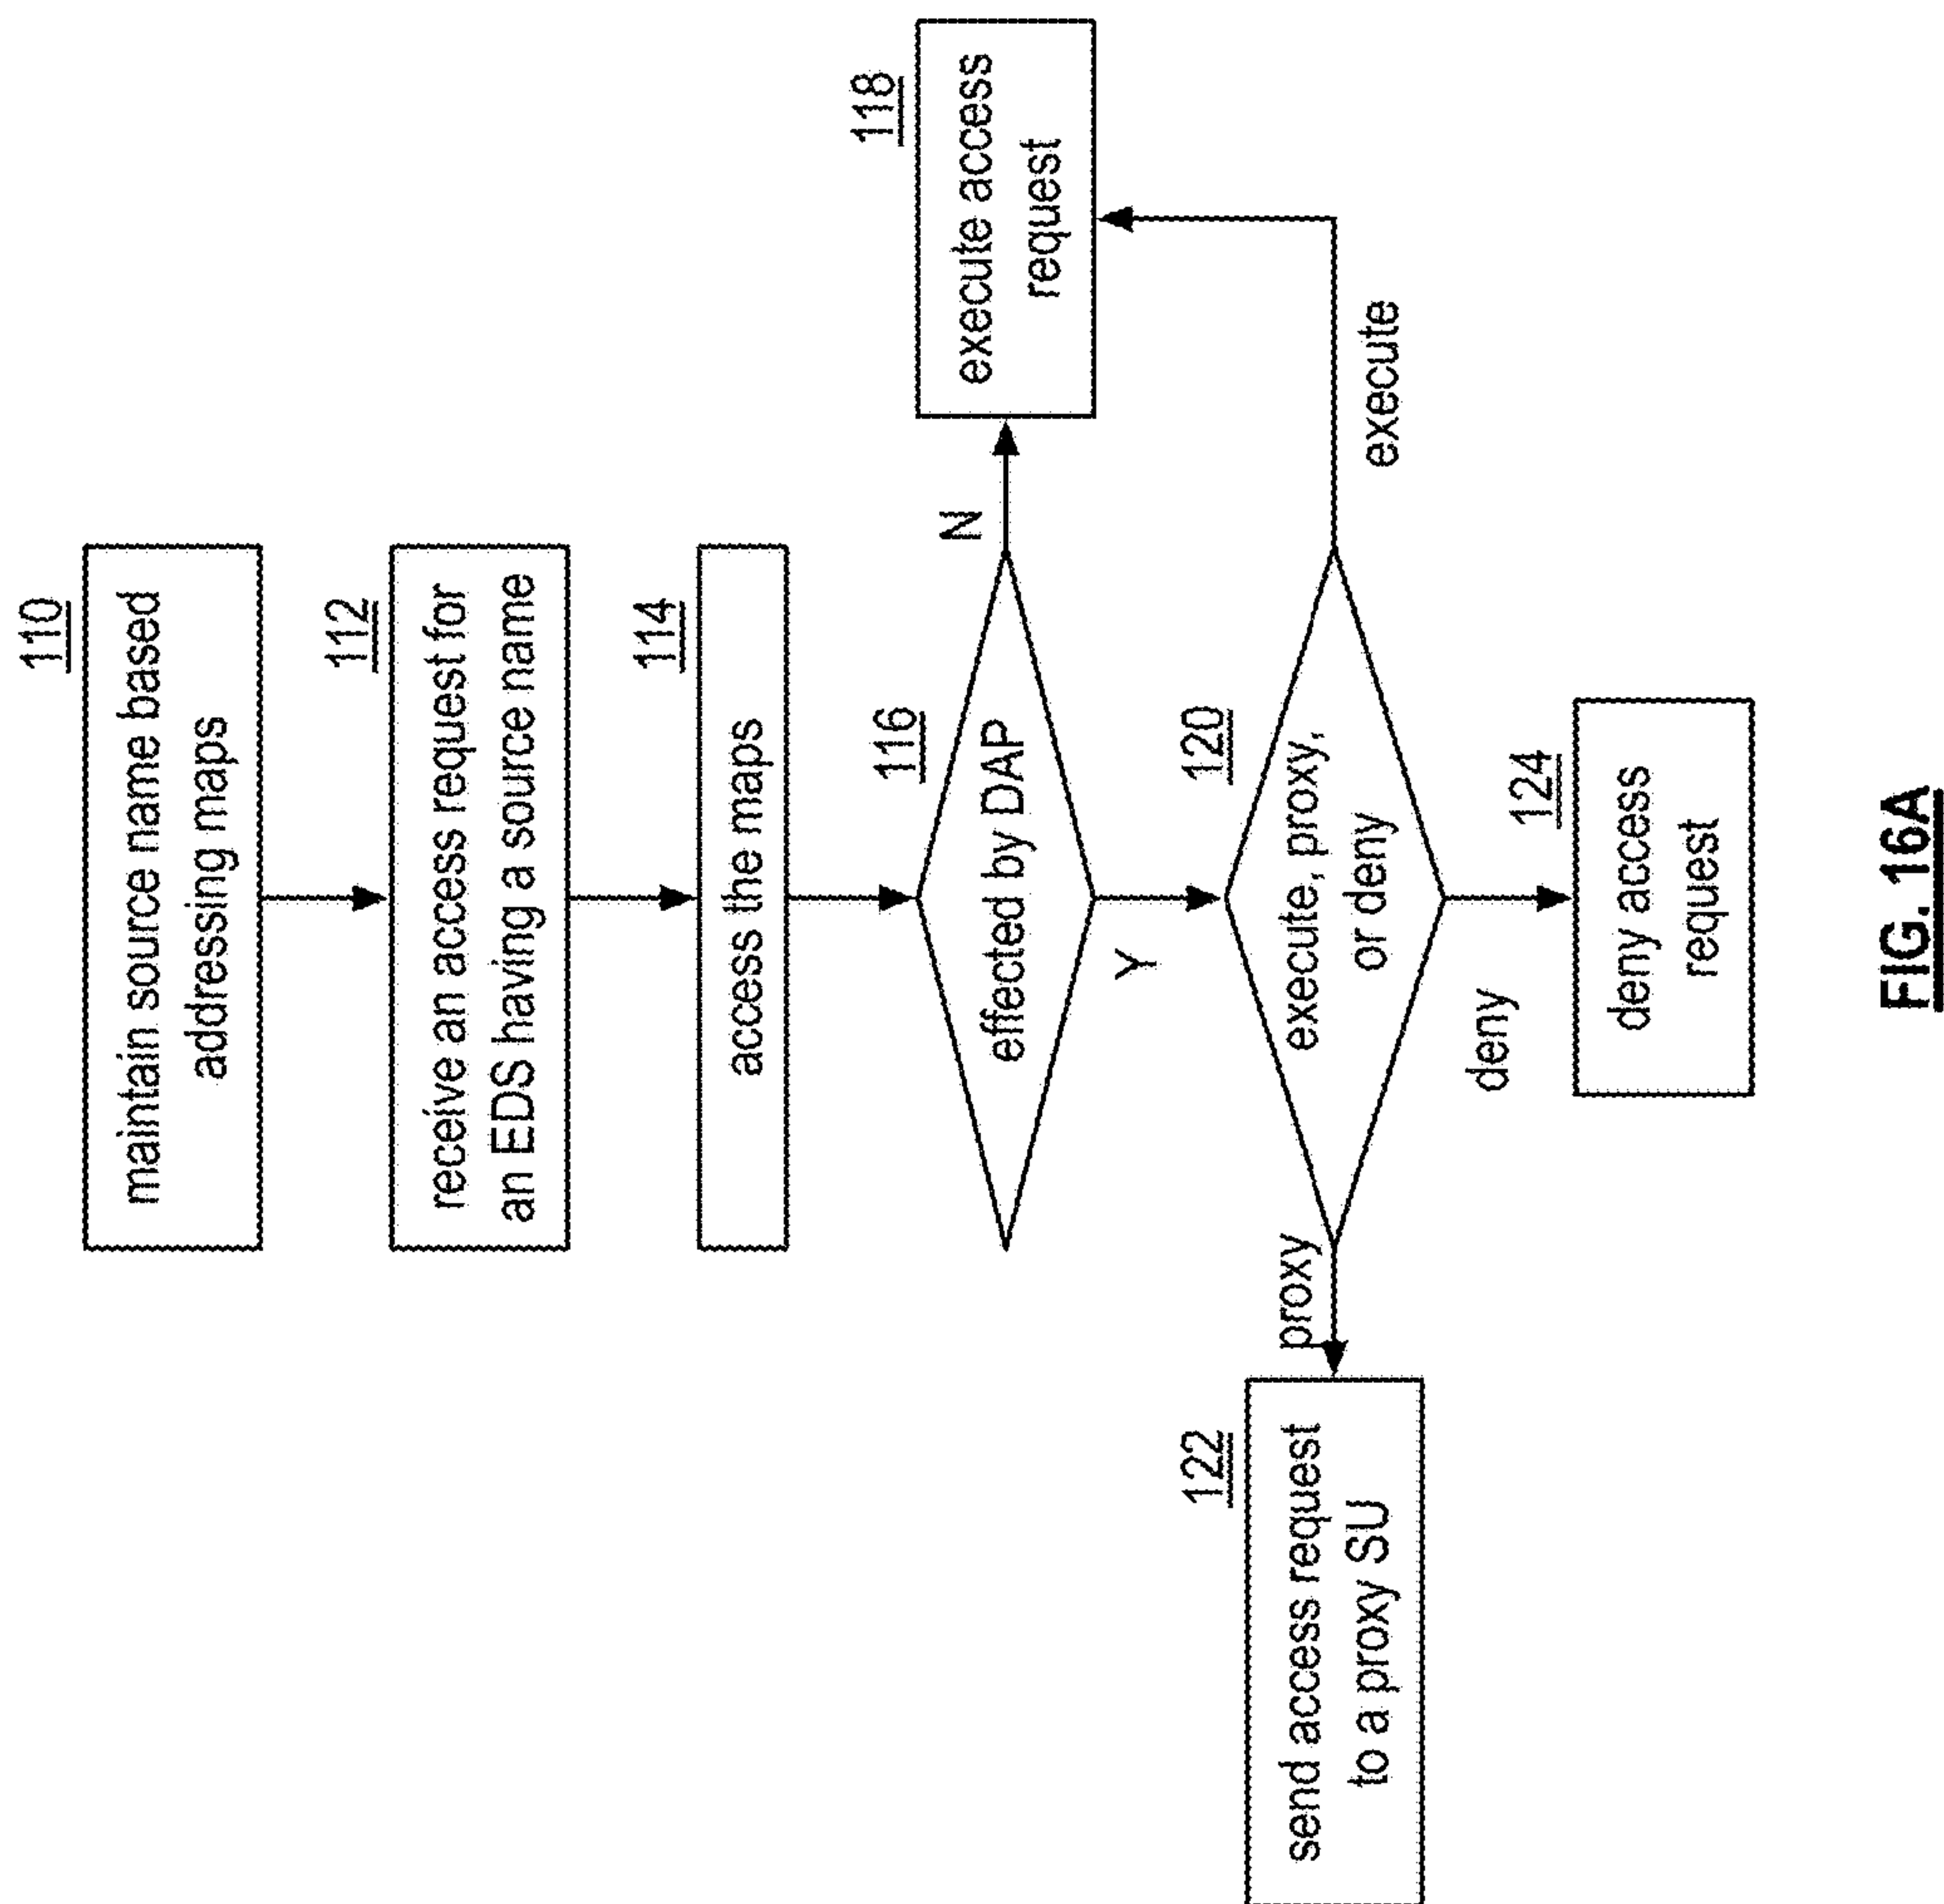 110
maintain source name based
addressing maps
112
receive an access request for
an EDS having a source name
114
access the maps
116
effected by DAP
N
118
execute access
request
Y
120
execute, proxy,
or deny
execute
proxy
122
send access request
to a proxy SU
deny
124
deny access
request
FIG. 16A